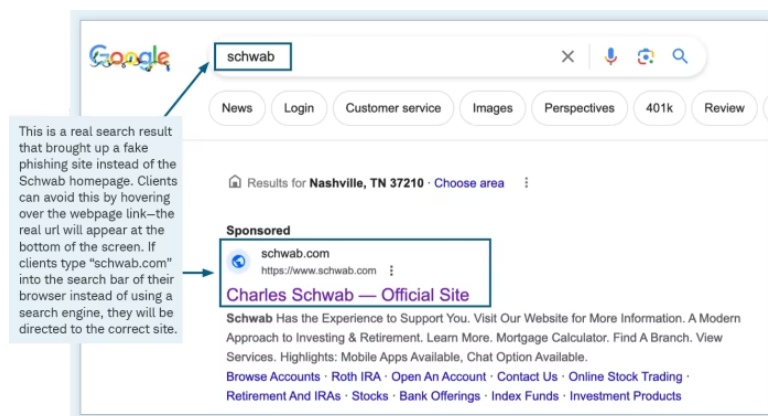 Google
schwab
News
Login
Customer service
Images
Perspectives
401k
Review
This is a real search result
that brought up a fake
phishing site instead of the
Schwab homepage. Clients
can avoid this by hovering
over the webpage link—the
real url will appear at the
bottom of the screen. If
clients type “schwab.com”
into the search bar of their
browser instead of using a
search engine, they will be
directed to the correct site.
Results for Nashville, TN 37210 · Choose area
Sponsored
schwab.com
https://www.schwab.com
Charles Schwab — Official Site
Schwab Has the Experience to Support You. Visit Our Website for More Information. A Modern
Approach to Investing & Retirement. Learn More. Mortgage Calculator. Find A Branch. View
Services. Highlights: Mobile Apps Available, Chat Option Available.
Browse Accounts · Roth IRA · Open An Account · Contact Us · Online Stock Trading ·
Retirement And IRAs · Stocks · Bank Offerings · Index Funds · Investment Products